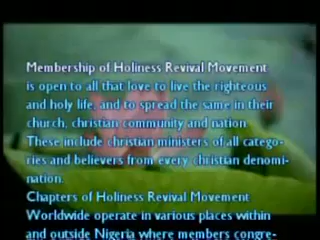 Membership of Holiness Revival Movement
is open to all that love to live the righteous
and holy life, and to spread the same in their
church, christian community and nation
These include christian ministers of all catego-
ries and believers from every christian denomi-
nation.
Chapters of Holiness Revival Movement
Worldwide operate in various places within
and outside Nigeria where members congre-